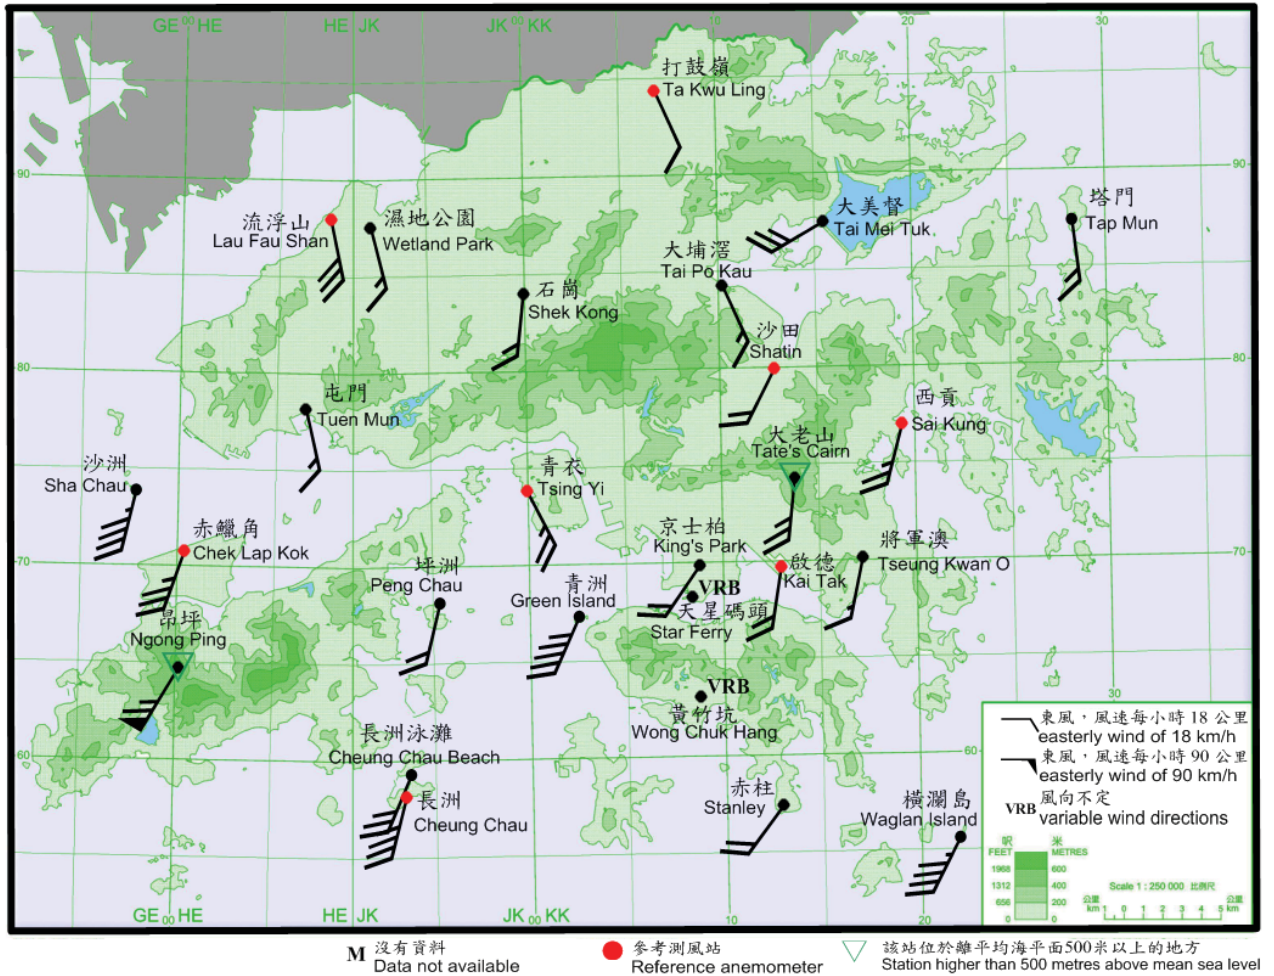 GE 00 HE
HE JK
JK 00 KK
10
20
30
打鼓嶺
Ta Kwu Ling
90
90
流浮山
Lau Fau Shan
濕地公園
Wetland Park
大美督
Tai Mei Tuk
塔門
Tap Mun
大埔滘
Tai Po Kau
石崗
Shek Kong
沙田
Shatin
80
80
屯門
Tuen Mun
西貢
Sai Kung
大老山
Tate's Cairn
沙洲
Sha Chau
青衣
Tsing Yi
赤鱲角
Chek Lap Kok
京士柏
King's Park
將軍澳
Tseung Kwan O
70
70
坪洲
Peng Chau
青洲
Green Island
啟德
Kai Tak
VRB
天星碼頭
Star Ferry
昂坪
Ngong Ping
VRB
黃竹坑
Wong Chuk Hang
30
長洲泳灘
Cheung Chau Beach
60
60
長洲
Cheung Chau
赤柱
Stanley
橫瀾島
Waglan Island
東風，風速每小時 18 公里
easterly wind of 18 km/h
東風，風速每小時 90 公里
easterly wind of 90 km/h
VRB 風向不定
variable wind directions
呎 米
FEET METRES
1968 600
1312 400
656 200
0 0
Scale 1 : 250 000 比例尺
公里 公里
km 1 0 1 2 3 4 5 km
GE 00 HE
HE JK
JK 00 KK
10
20
M 沒有資料
Data not available
參考測風站
Reference anemometer
該站位於離平均海平面500米以上的地方
Station higher than 500 metres above mean sea level